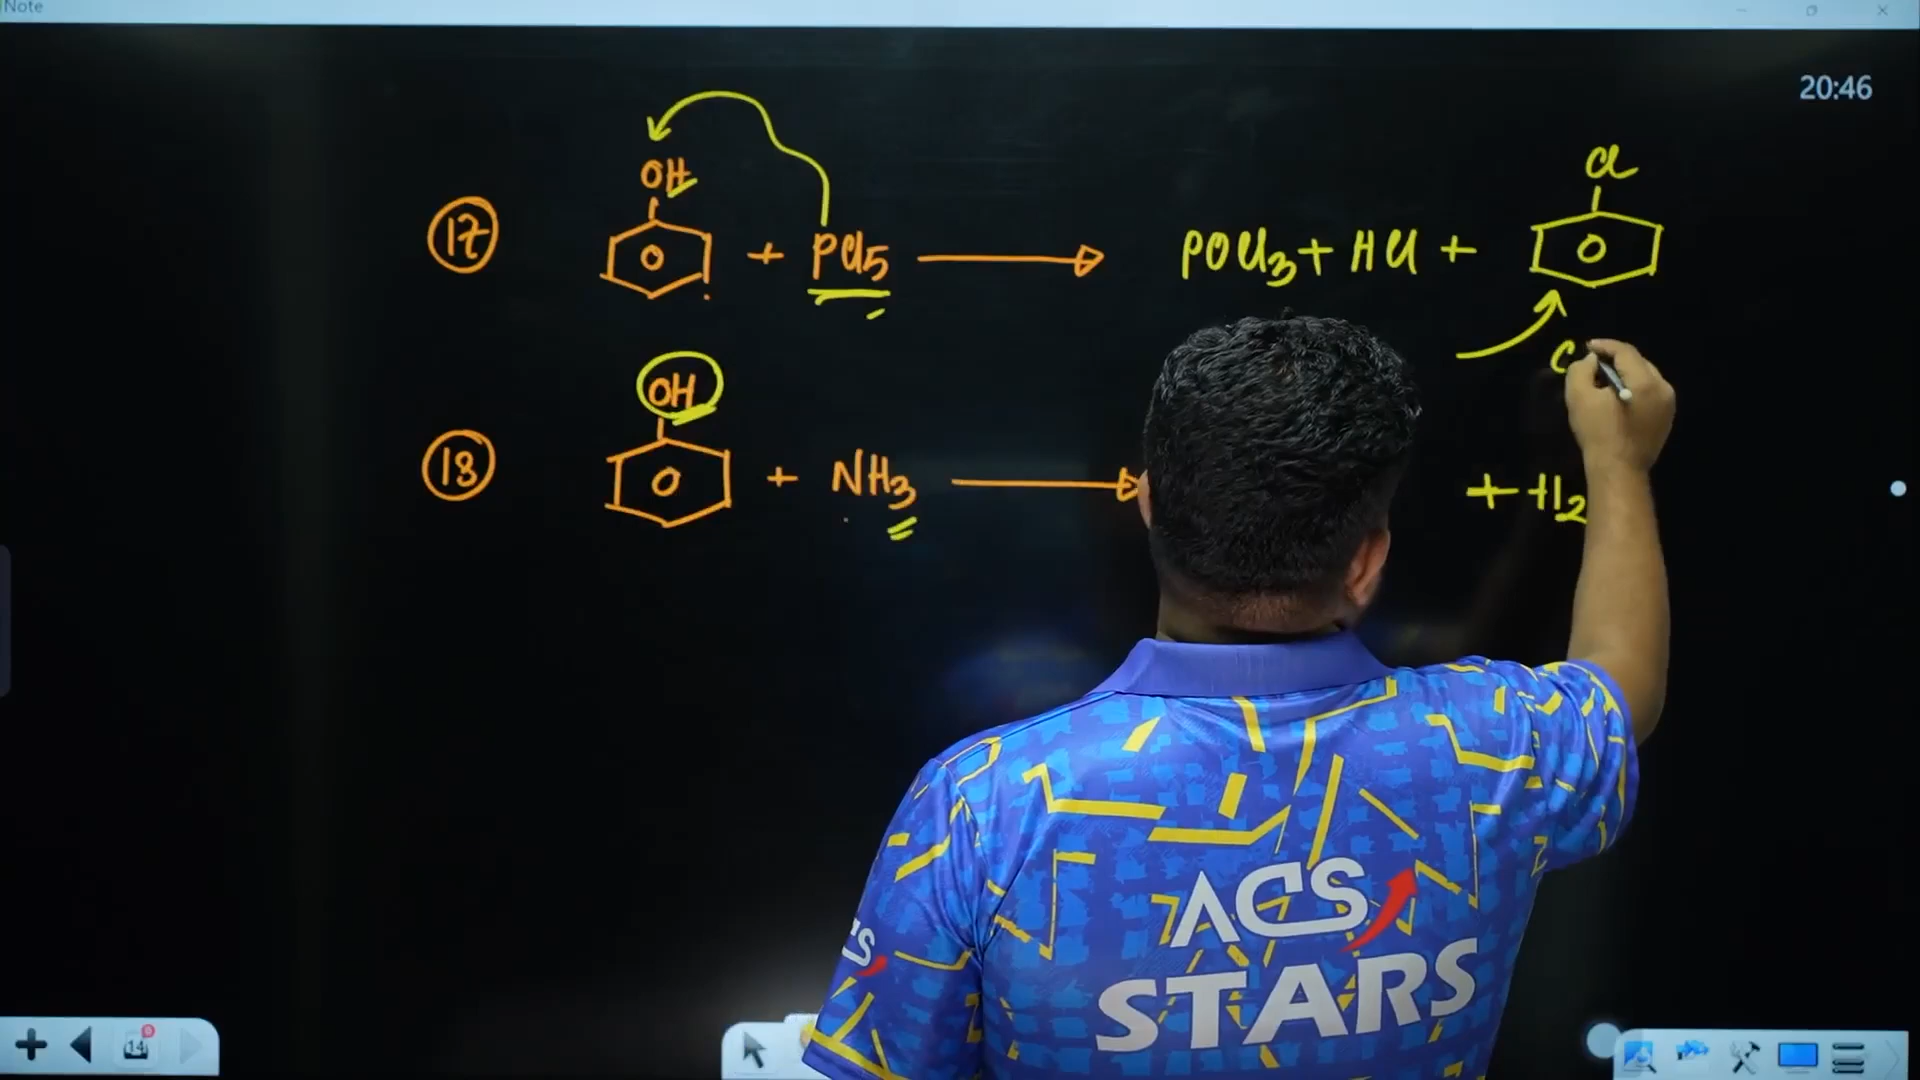 Note
20:46
Cl
OH
17 + PCl5 POCl3 + HCl +
C
OH
18 + NH3 + H2
ACS
STARS
14